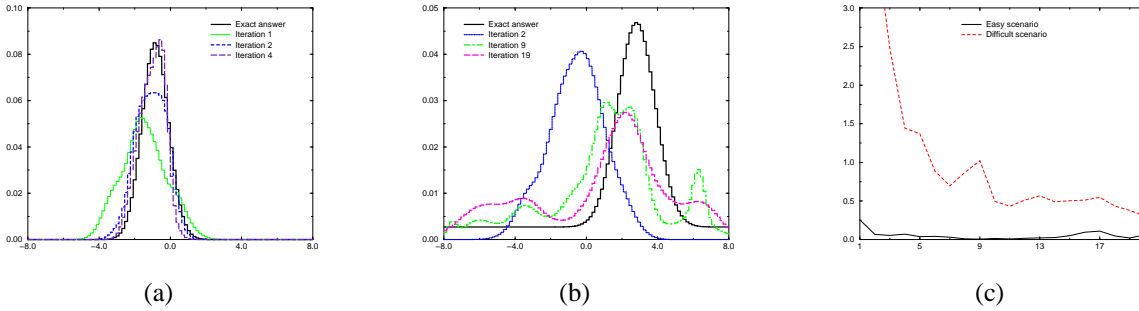 0.10
0.08
0.06
0.04
0.02
0.00
−8.0 −4.0 0.0 4.0 8.0
Exact answer
Iteration 1
Iteration 2
Iteration 4
(a)
0.05
0.04
0.03
0.01
0.00
−8.0 −4.0 0.0 4.0 8.0
Exact answer
Iteration 2
Iteration 9
Iteration 19
(b)
3.0
2.5
2.0
1.5
1.0
0.5
0.0
1 5 9 13 17
Easy scenario
Difficult scenario
(c)